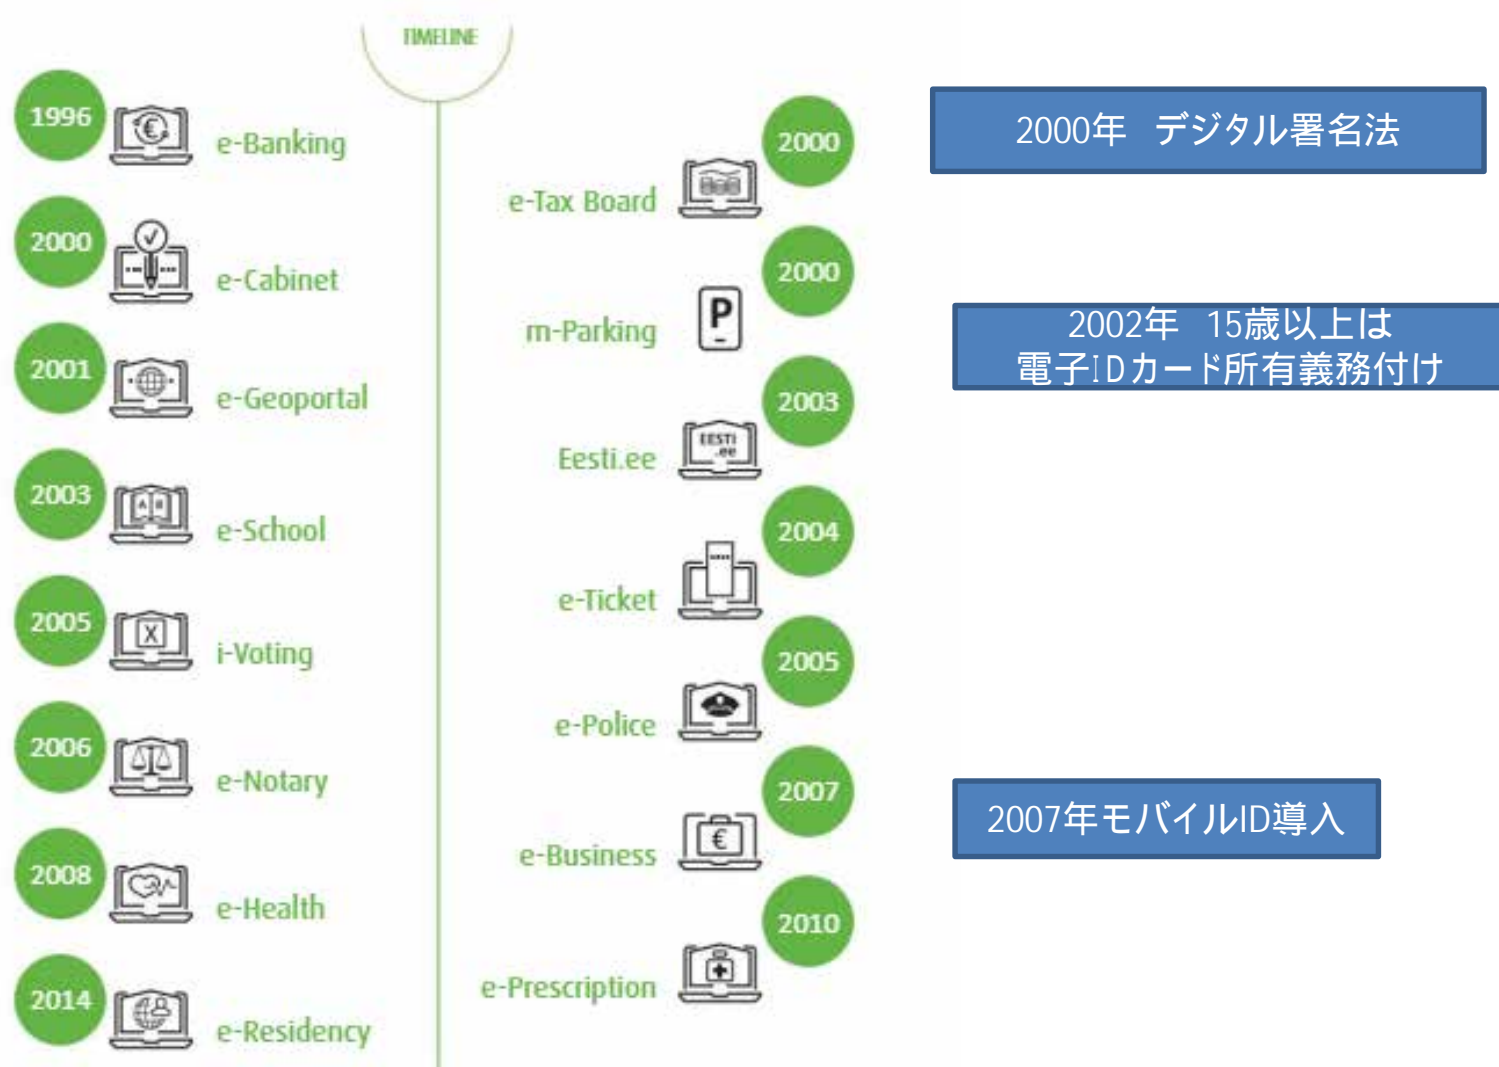 TIMELINE
1996
e-Banking
2000
e-Cabinet
2001
e-Geoportal
2003
e-School
2005
i-Voting
2006
e-Notary
2008
e-Health
2014
e-Residency
2000
e-Tax Board
2000
m-Parking
P
2003
Eesti.ee
EESTI
.ee
2004
e-Ticket
2005
e-Police
2007
e-Business
2010
e-Prescription
2000年 デジタル署名法
2002年 15歳以上は
電子IDカード所有義務付け
2007年モバイルID導入